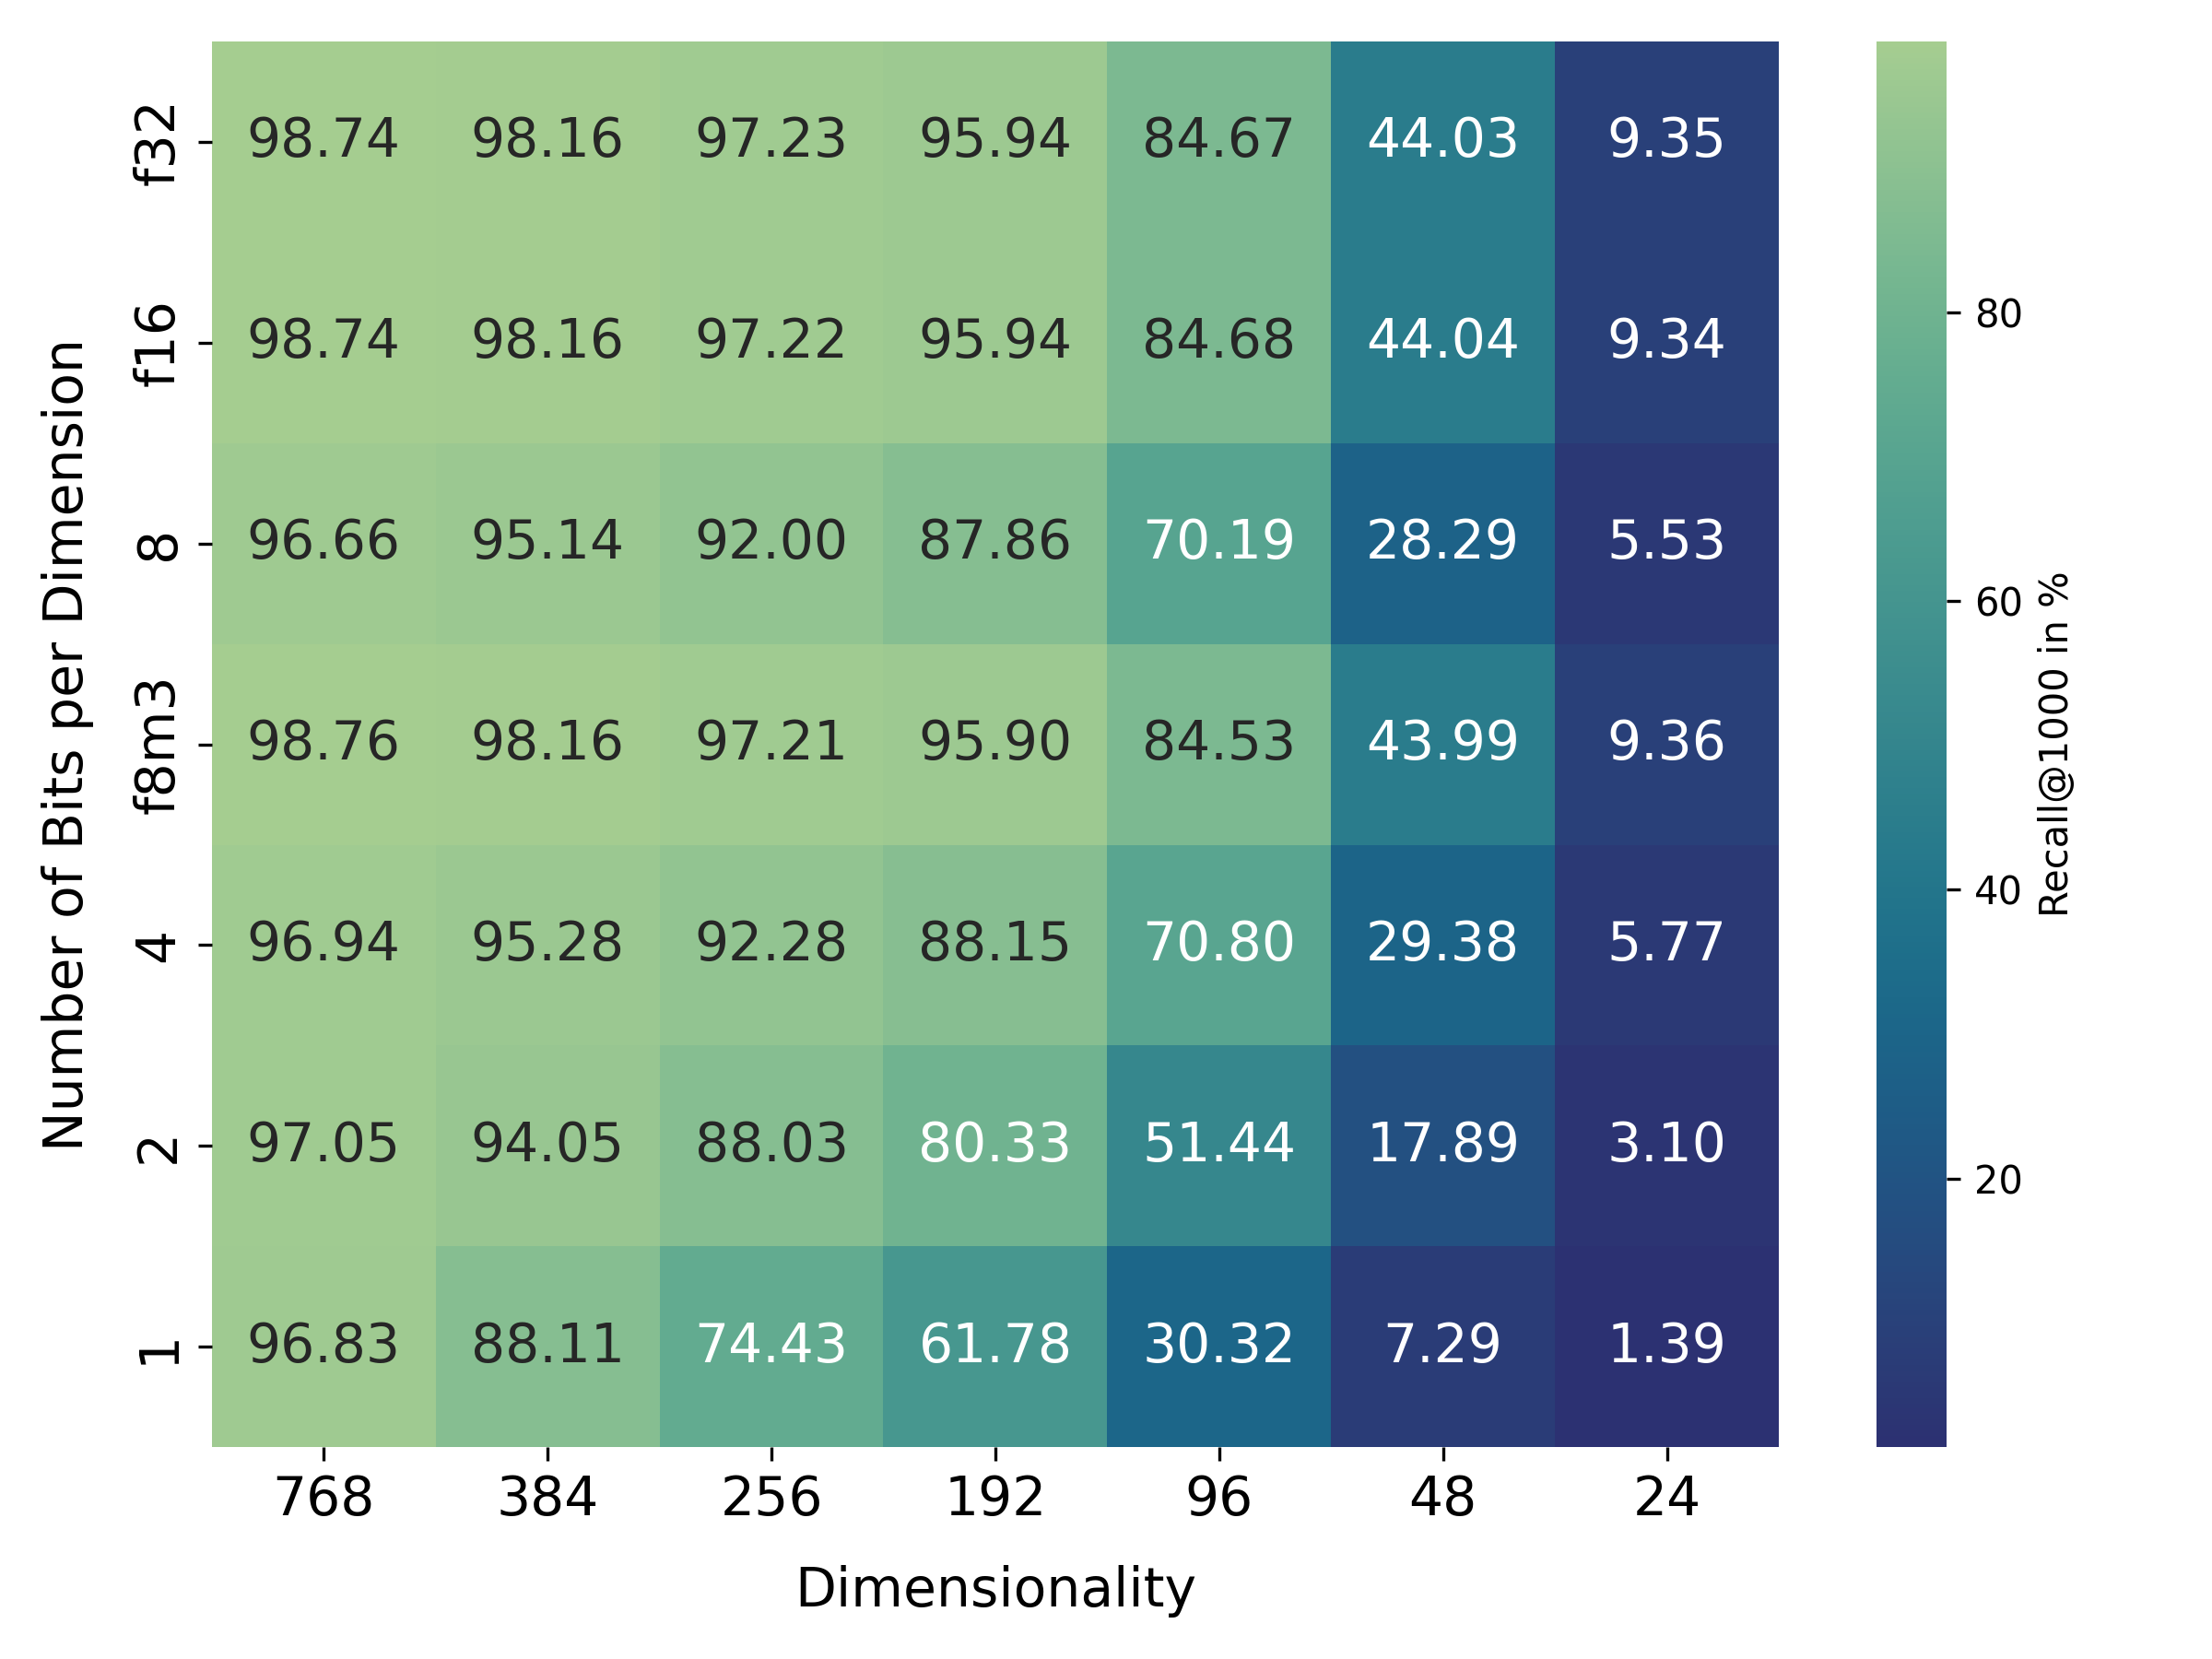 Number of Bits per Dimension
f32 98.74 98.16 97.23 95.94 84.67 44.03 9.35
f16 98.74 98.16 97.22 95.94 84.68 44.04 9.34
8 96.66 95.14 92.00 87.86 70.19 28.29 5.53
f8m3 98.76 98.16 97.21 95.90 84.53 43.99 9.36
4 96.94 95.28 92.28 88.15 70.80 29.38 5.77
2 97.05 94.05 88.03 80.33 51.44 17.89 3.10
1 96.83 88.11 74.43 61.78 30.32 7.29 1.39
768 384 256 192 96 48 24
Dimensionality
80
60
40
20
Recall@1000 in %